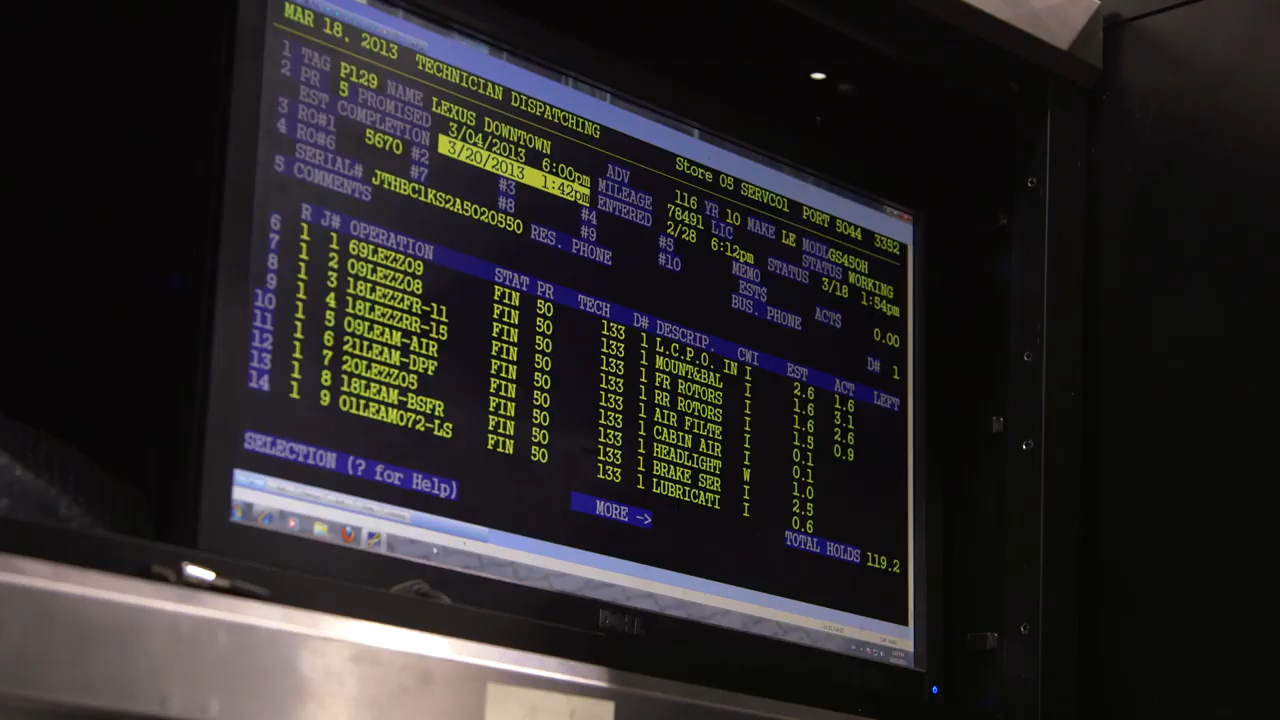 MAR 18, 2013 TECHNICIAN DISPATCHING Store 05 SERVCO1 PORT 5044 3352
1 TAG P129 NAME LEXUS DOWNTOWN ADV 116 YR 10 MAKE LE MODLGS450H
2 PR 5 PROMISED 3/04/2013 6:00pm MILEAGE 78491 LIC STATUS WORKING
EST COMPLETION 3/20/2013 1:42pm ENTERED 2/28 6:12pm STATUS 3/18 1:54pm
3 RO#1 5670 #2 #3 #4 #5 MEMO
4 RO#6 #7 #8 #9 #10 EST$ ACT$ 0.00
SERIAL# JTHBC1KS2A5020550 RES. PHONE BUS. PHONE
5 COMMENTS D# 1
R J# OPERATION STAT PR TECH D# DESCRIP. CWI EST ACT LEFT
6 1 1 69LEZZ09 FIN 50 133 1 L.C.P.O. IN I 2.6 1.6
7 1 2 09LEZZ08 FIN 50 133 1 MOUNT&BAL I 1.6 3.1
8 1 3 18LEZZFR-11 FIN 50 133 1 FR ROTORS I 1.6 2.6
9 1 4 18LEZZRR-15 FIN 50 133 1 RR ROTORS I 1.5 0.9
10 1 5 09LEAM-AIR FIN 50 133 1 AIR FILTE I 0.1
11 1 6 21LEAM-DPF FIN 50 133 1 CABIN AIR I 0.1
12 1 7 20LEZZ05 FIN 50 133 1 HEADLIGHT W 1.0
13 1 8 18LEAM-BSFR FIN 50 133 1 BRAKE SER I 2.5
14 1 9 01LEAM072-LS FIN 50 133 1 LUBRICATI I 0.6
MORE -> TOTAL HOLDS 119.2
SELECTION (? for Help)
DELL